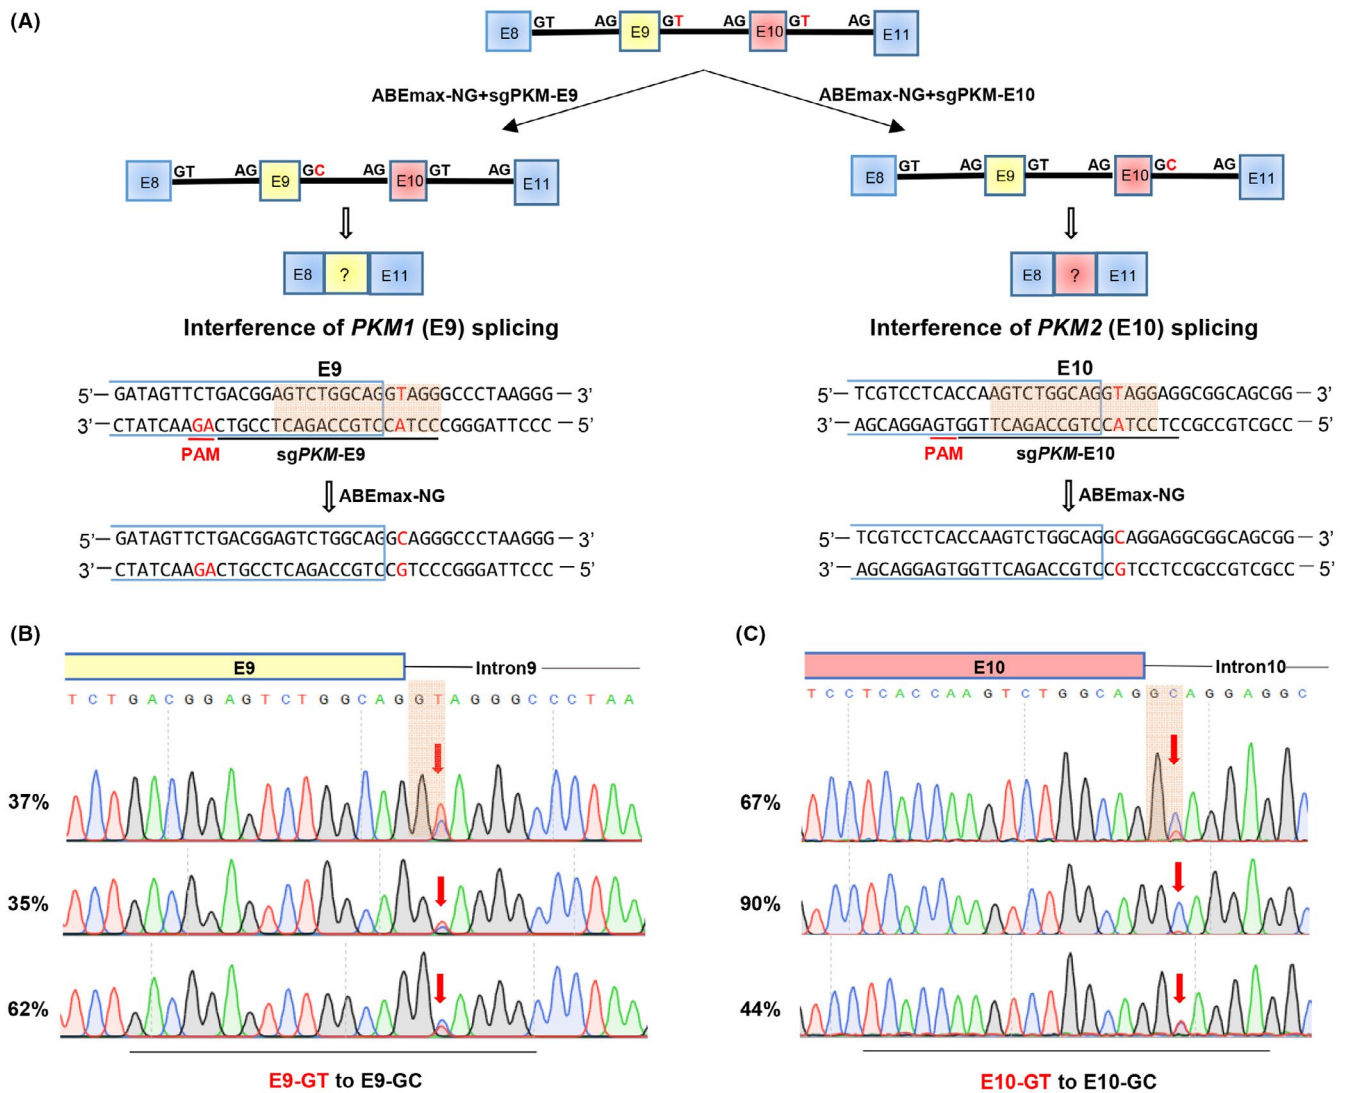 (A)
E8 GT AG E9 GT AG E10 GT AG E11
ABEmax-NG+sgPKM-E9
ABEmax-NG+sgPKM-E10
E8 GT AG E9 GC AG E10 GT AG E11
E8 GT AG E9 GT AG E10 GC AG E11
E8 ? E11
E8 ? E11
Interference of PKM1 (E9) splicing
Interference of PKM2 (E10) splicing
E9
5'— GATAGTTCTGACGGAGTCTGGCAGGTAGGGCCCTAAGGG — 3'
3'— CTATCAAGACTGCCTCAGACCGTCCATCCCGGGATTCCC — 5'
PAM sgPKM-E9
ABEmax-NG
5'— GATAGTTCTGACGGAGTCTGGCAGGCAGGGCCCTAAGGG — 3'
3'— CTATCAAGACTGCCTCAGACCGTCCGTCCCGGGATTCCC — 5'
E10
5'— TCGTCCTCACCAAGTCTGGCAGGTAGGAGGCGGCAGCGG — 3'
3'— AGCAGGAGTGGTTCAGACCGTCCATCCTCCGCCGTCGCC — 5'
PAM sgPKM-E10
ABEmax-NG
5'— TCGTCCTCACCAAGTCTGGCAGGCAGGAGGCGGCAGCGG — 3'
3'— AGCAGGAGTGGTTCAGACCGTCCGTCCTCCGCCGTCGCC — 5'
(B)
E9 Intron9
T C T G A C G G A G T C T G G C A G G T A G G G C C C T A A
37%
35%
62%
E9-GT to E9-GC
(C)
E10 Intron10
T C C T C A C C A A G T C T G G C A G G C A G G A G G C
67%
90%
44%
E10-GT to E10-GC